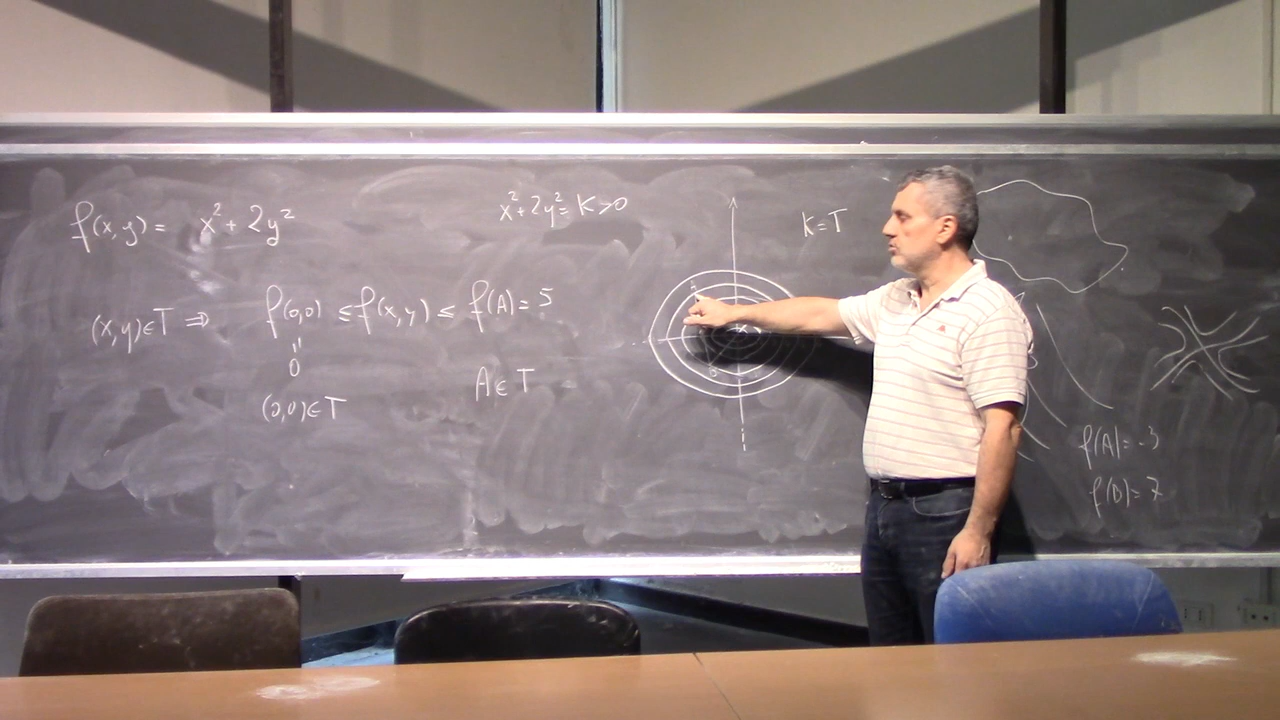 f(x,y) = x² + 2y²
x² + 2y² = K > 0
K = T
(x,y) ∈ T ⇒ f(0,0) ≤ f(x,y) ≤ f(A) = 5
"
0
(0,0) ∈ T
A ∈ T
f(A) = -3
f(B) = 7